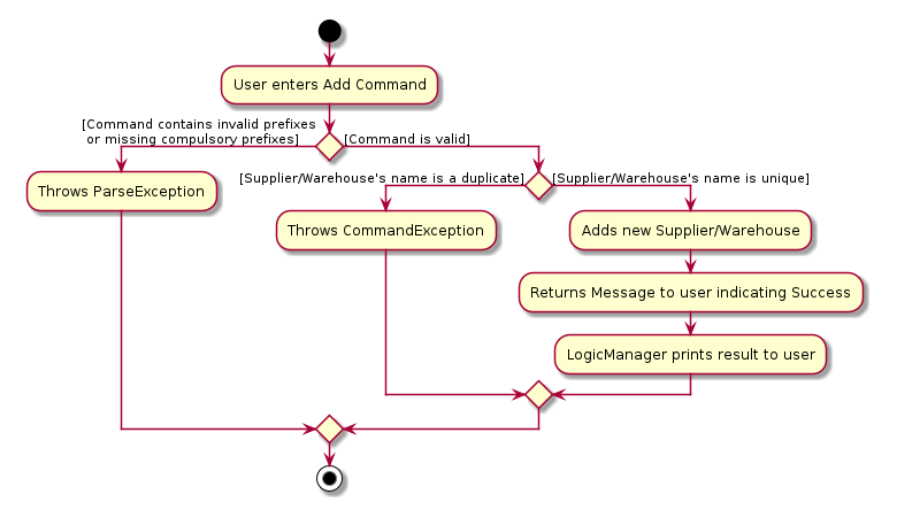 User enters Add Command
[Command contains invalid prefixes
or missing compulsory prefixes]
[Command is valid]
Throws ParseException
[Supplier/Warehouse's name is a duplicate]
[Supplier/Warehouse's name is unique]
Throws CommandException
Adds new Supplier/Warehouse
Returns Message to user indicating Success
LogicManager prints result to user